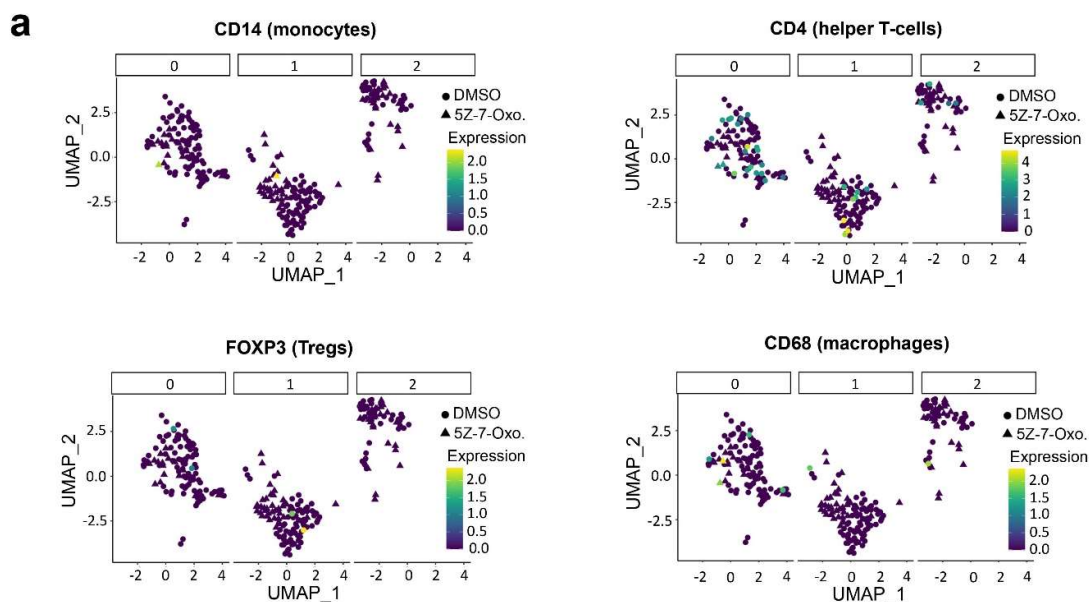 a
CD14 (monocytes)
0 1 2
DMSO
5Z-7-Oxo.
Expression
2.0
1.5
1.0
0.5
0.0
UMAP_2
2.5
0.0
-2.5
-2 0 2 4 -2 0 2 4 -2 0 2 4
UMAP_1
CD4 (helper T-cells)
0 1 2
DMSO
5Z-7-Oxo.
Expression
4
3
2
1
0
UMAP_2
2.5
0.0
-2.5
-2 0 2 4 -2 0 2 4 -2 0 2 4
UMAP_1
FOXP3 (Tregs)
0 1 2
DMSO
5Z-7-Oxo.
Expression
2.0
1.5
1.0
0.5
0.0
UMAP_2
2.5
0.0
-2.5
-2 0 2 4 -2 0 2 4 -2 0 2 4
UMAP_1
CD68 (macrophages)
0 1 2
DMSO
5Z-7-Oxo.
Expression
2.0
1.5
1.0
0.5
0.0
UMAP_2
2.5
0.0
-2.5
-2 0 2 4 -2 0 2 4 -2 0 2 4
UMAP_1